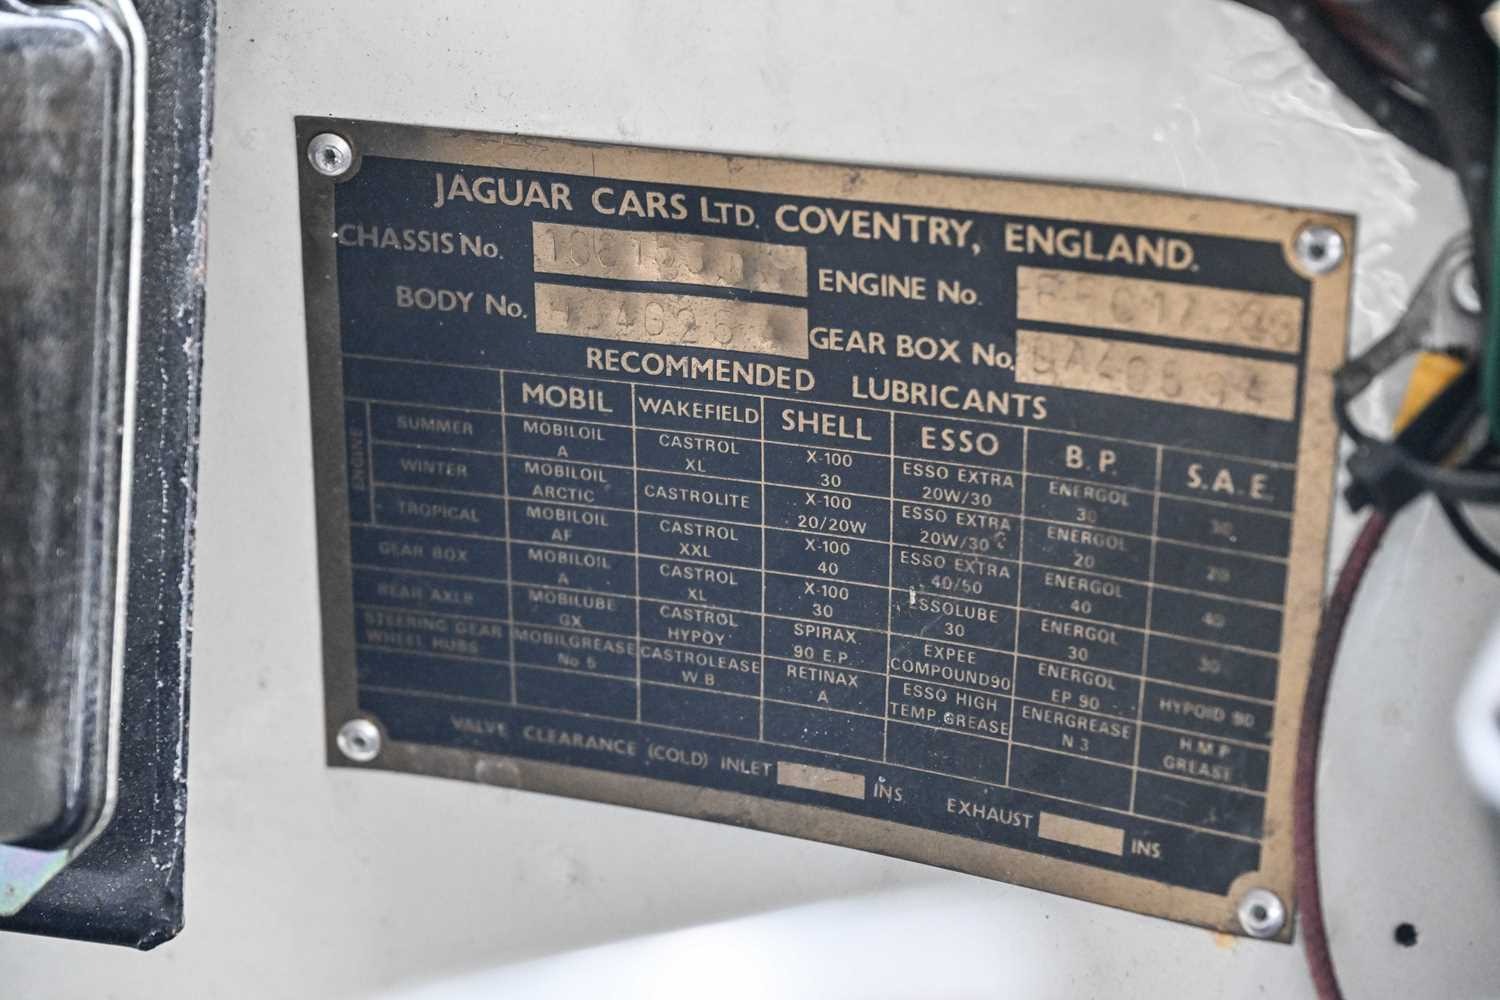 JAGUAR CARS LTD. COVENTRY, ENGLAND.
CHASSIS No.
ENGINE No.
BODY No.
GEAR BOX No.
RECOMMENDED LUBRICANTS
MOBIL WAKEFIELD SHELL ESSO B.P. S.A.E.
ENGINE
SUMMER MOBILOIL A CASTROL XL X-100 30 ESSO EXTRA 20W/30 ENERGOL 30 30
WINTER MOBILOIL ARCTIC CASTROLITE X-100 20/20W ESSO EXTRA 20W/30 ENERGOL 20 20
TROPICAL MOBILOIL AF CASTROL XXL X-100 40 ESSO EXTRA 40/50 ENERGOL 40 40
GEAR BOX MOBILOIL A CASTROL XL X-100 30 ESSOLUBE 30 ENERGOL 30 30
REAR AXLE MOBILUBE GX CASTROL HYPOY SPIRAX 90 E.P. EXPEE COMPOUND90 ENERGOL EP 90 HYPOID 90
STEERING GEAR WHEEL HUBS MOBILGREASE No 5 CASTROLEASE W B RETINAX A ESSO HIGH TEMP. GREASE ENERGREASE N 3 H.M.P. GREASE
VALVE CLEARANCE (COLD) INLET INS. EXHAUST INS.